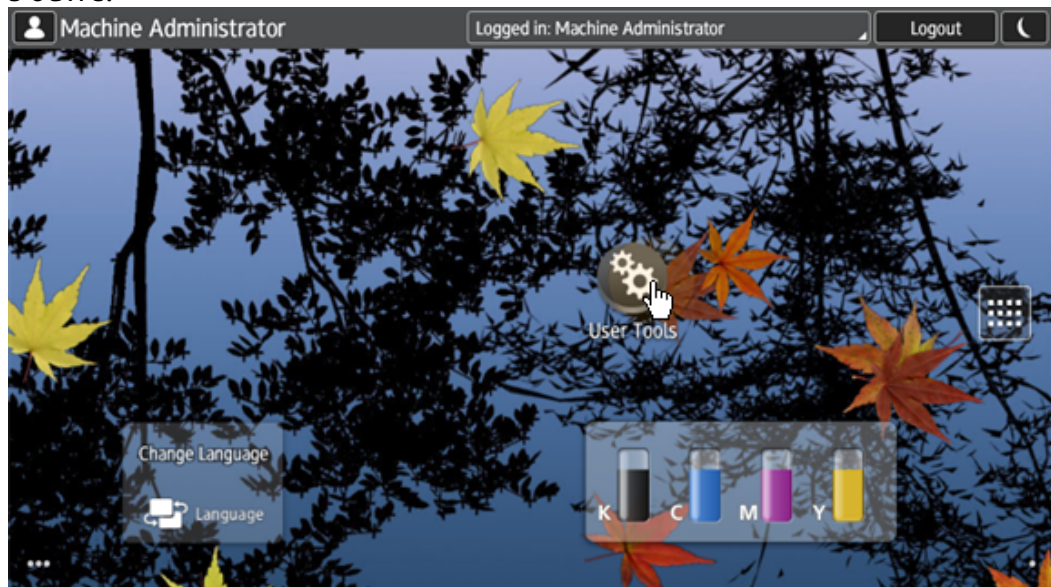 Machine Administrator
Logged in: Machine Administrator
Logout
User Tools
Change Language
Language
K C M Y